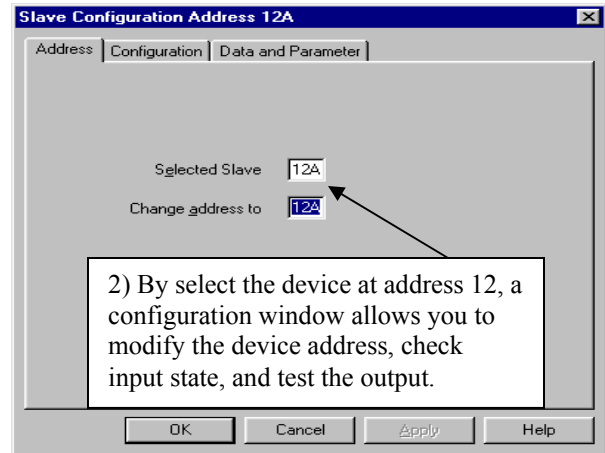 Slave Configuration Address 12A
Address Configuration Data and Parameter
Selected Slave 12A
Change address to 12A
2) By select the device at address 12, a
configuration window allows you to
modify the device address, check
input state, and test the output.
OK Cancel Apply Help